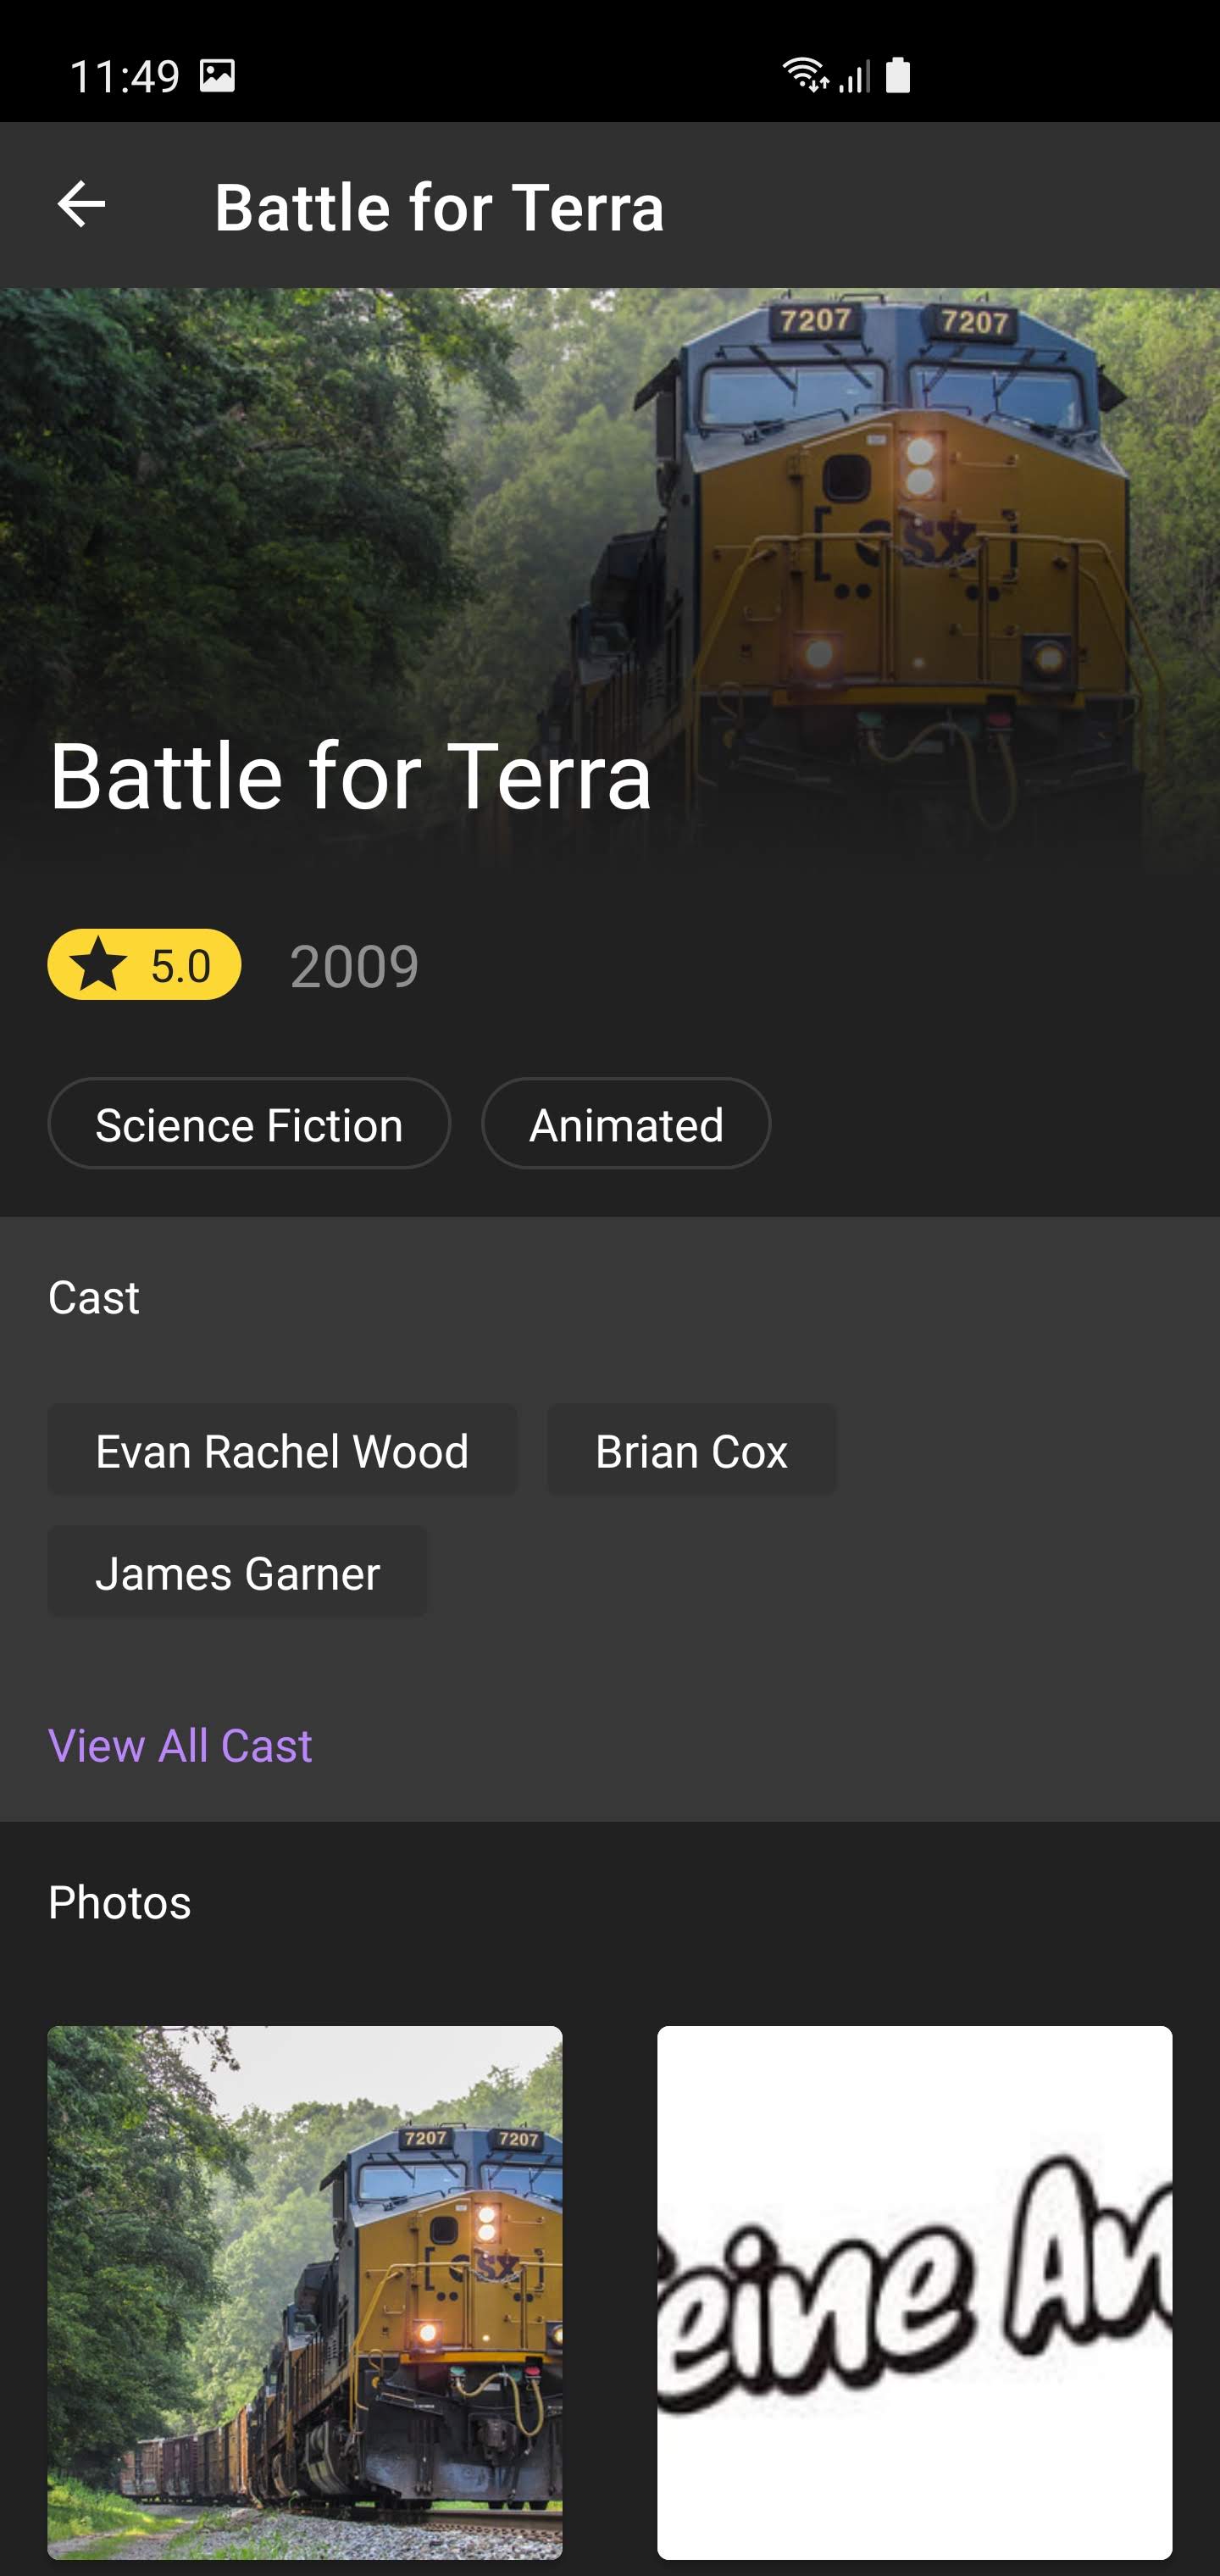 11:49
Battle for Terra
7207 7207
CSX
Battle for Terra
5.0 2009
Science Fiction Animated
Cast
Evan Rachel Wood Brian Cox
James Garner
View All Cast
Photos
7207 7207
CSX
eine An